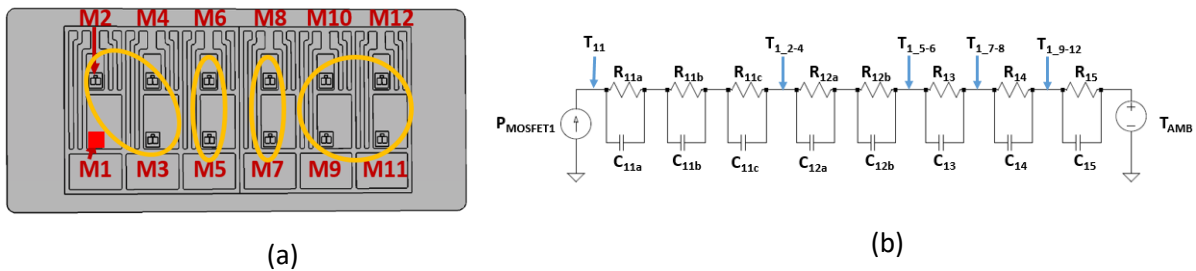 M2 M4 M6 M8 M10 M12
M1 M3 M5 M7 M9 M11
(a)
T11 T1_2-4 T1_5-6 T1_7-8 T1_9-12
R11a R11b R11c R12a R12b R13 R14 R15
PMOSFET1 TAMB
C11a C11b C11c C12a C12b C13 C14 C15
(b)